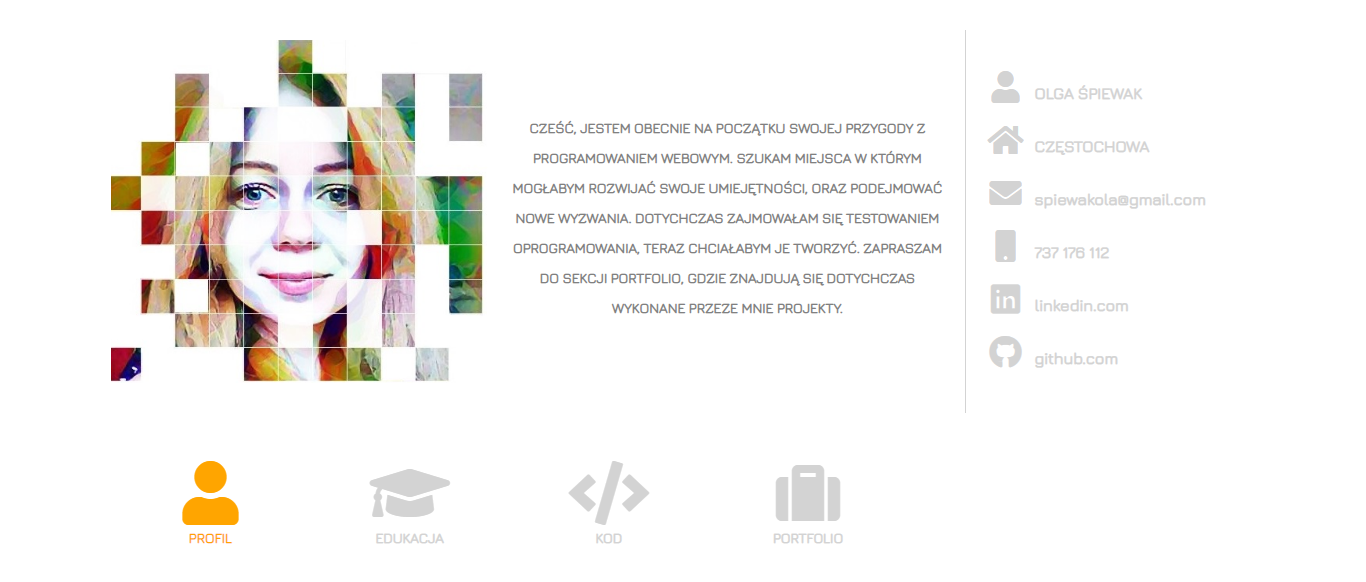 CZEŚĆ, JESTEM OBECNIE NA POCZĄTKU SWOJEJ PRZYGODY Z
PROGRAMOWANIEM WEBOWYM. SZUKAM MIEJSCA W KTÓRYM
MOGŁABYM ROZWIJAĆ SWOJE UMIEJĘTNOŚCI, ORAZ PODEJMOWAĆ
NOWE WYZWANIA. DOTYCHCZAS ZAJMOWAŁAM SIĘ TESTOWANIEM
OPROGRAMOWANIA, TERAZ CHCIAŁABYM JE TWORZYĆ. ZAPRASZAM
DO SEKCJI PORTFOLIO, GDZIE ZNAJDUJĄ SIĘ DOTYCHCZAS
WYKONANE PRZEZE MNIE PROJEKTY.
OLGA ŚPIEWAK
CZĘSTOCHOWA
spiewakola@gmail.com
737 176 112
linkedin.com
github.com
PROFIL
EDUKACJA
KOD
PORTFOLIO